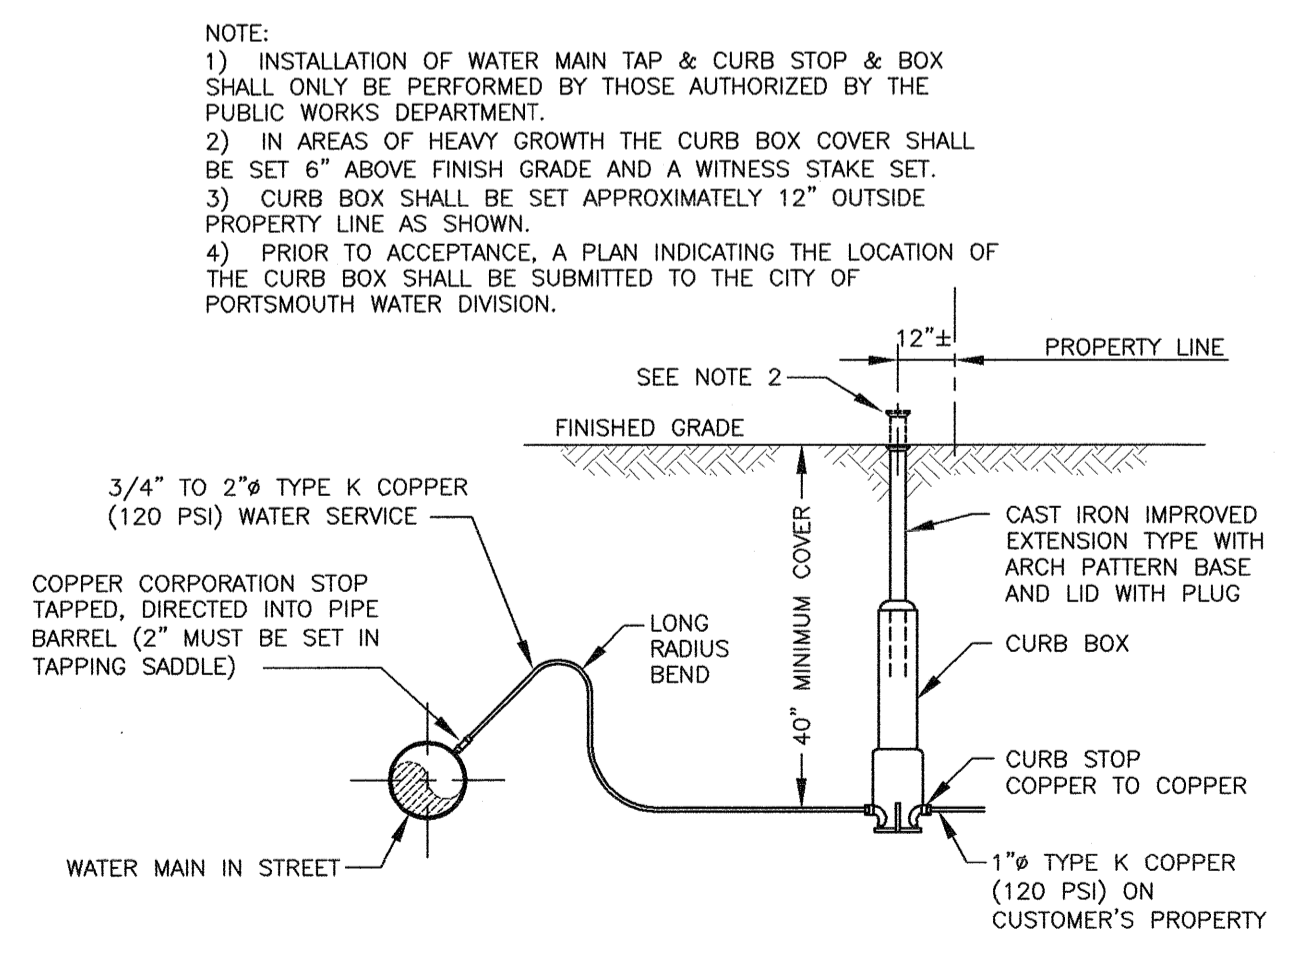 NOTE:
1) INSTALLATION OF WATER MAIN TAP & CURB STOP & BOX
SHALL ONLY BE PERFORMED BY THOSE AUTHORIZED BY THE
PUBLIC WORKS DEPARTMENT.
2) IN AREAS OF HEAVY GROWTH THE CURB BOX COVER SHALL
BE SET 6" ABOVE FINISH GRADE AND A WITNESS STAKE SET.
3) CURB BOX SHALL BE SET APPROXIMATELY 12" OUTSIDE
PROPERTY LINE AS SHOWN.
4) PRIOR TO ACCEPTANCE, A PLAN INDICATING THE LOCATION OF
THE CURB BOX SHALL BE SUBMITTED TO THE CITY OF
PORTSMOUTH WATER DIVISION.
12"±
PROPERTY LINE
SEE NOTE 2
FINISHED GRADE
3/4" TO 2"ø TYPE K COPPER
(120 PSI) WATER SERVICE
COPPER CORPORATION STOP
TAPPED, DIRECTED INTO PIPE
BARREL (2" MUST BE SET IN
TAPPING SADDLE)
LONG
RADIUS
BEND
40" MINIMUM COVER
CAST IRON IMPROVED
EXTENSION TYPE WITH
ARCH PATTERN BASE
AND LID WITH PLUG
CURB BOX
CURB STOP
COPPER TO COPPER
WATER MAIN IN STREET
1"ø TYPE K COPPER
(120 PSI) ON
CUSTOMER'S PROPERTY